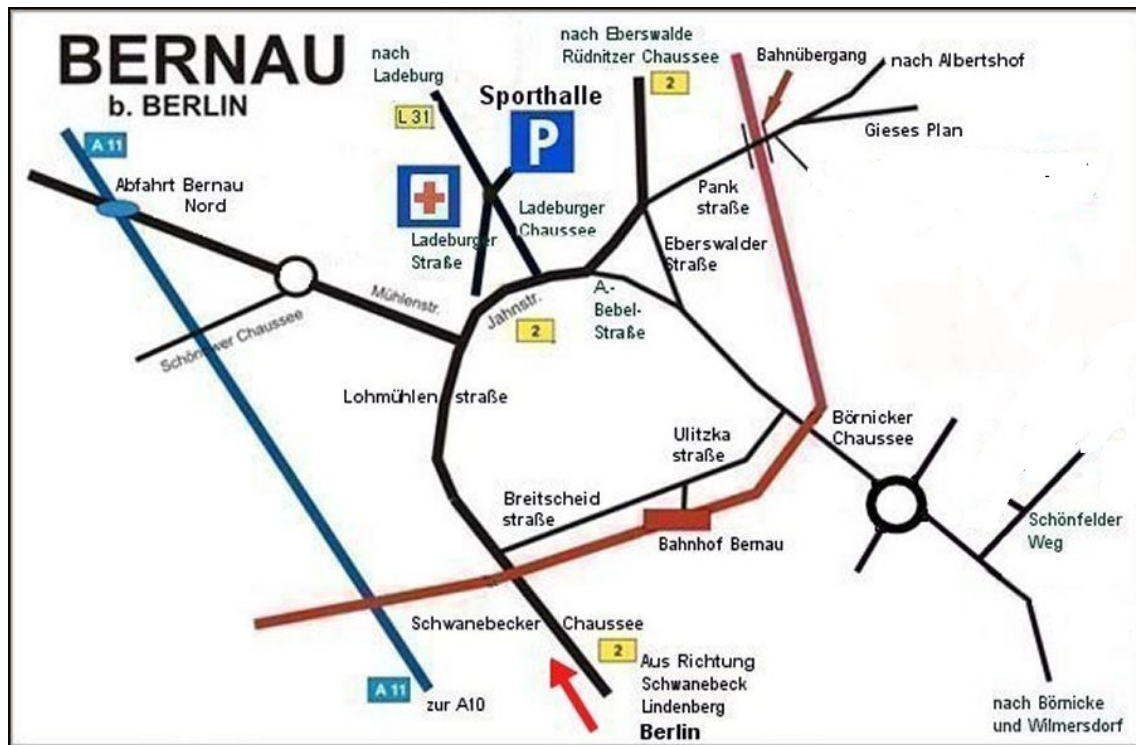 BERNAU
b. BERLIN
nach
Ladeburg
nach Eberswalde
Rüdnitzer Chaussee
2
Bahnübergang
nach Albertshof
Gieses Plan
Sporthalle
P
L 31
A 11
Abfahrt Bernau
Nord
Ladeburger
Chaussee
Ladeburger
Straße
Pank
straße
Eberswalder
Straße
Mühlenstr.
Jahnstr.
2
A.-
Bebel-
Straße
Schönower Chaussee
Lohmühlen straße
Ulitzka
straße
Börnicker
Chaussee
Breitscheid
straße
Bahnhof Bernau
Schönfelder
Weg
Schwanebecker Chaussee
2
Aus Richtung
Schwanebeck
Lindenberg
Berlin
A 11
zur A10
nach Börnicke
und Wilmersdorf